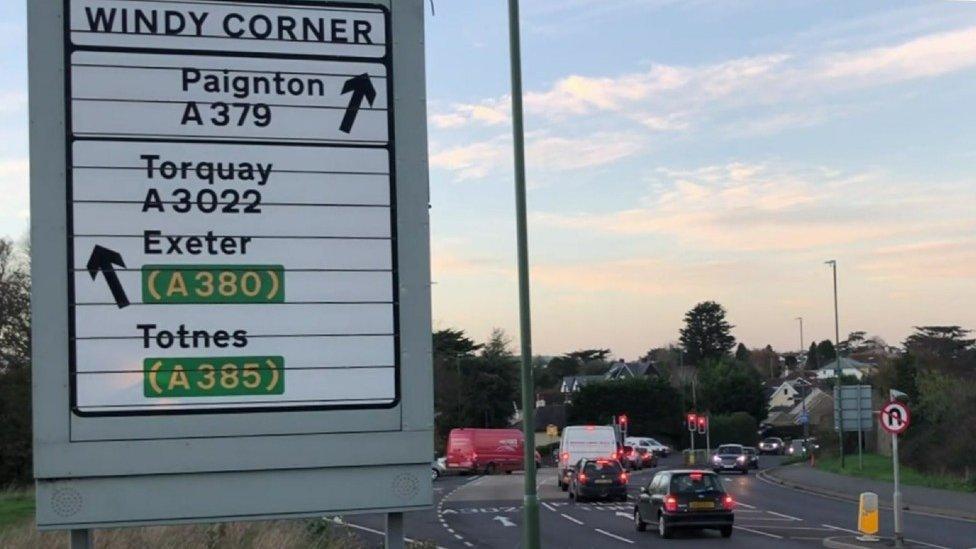 WINDY CORNER
Paignton
A 379
Torquay
A 3022
Exeter
(A 380)
Totnes
(A 385)